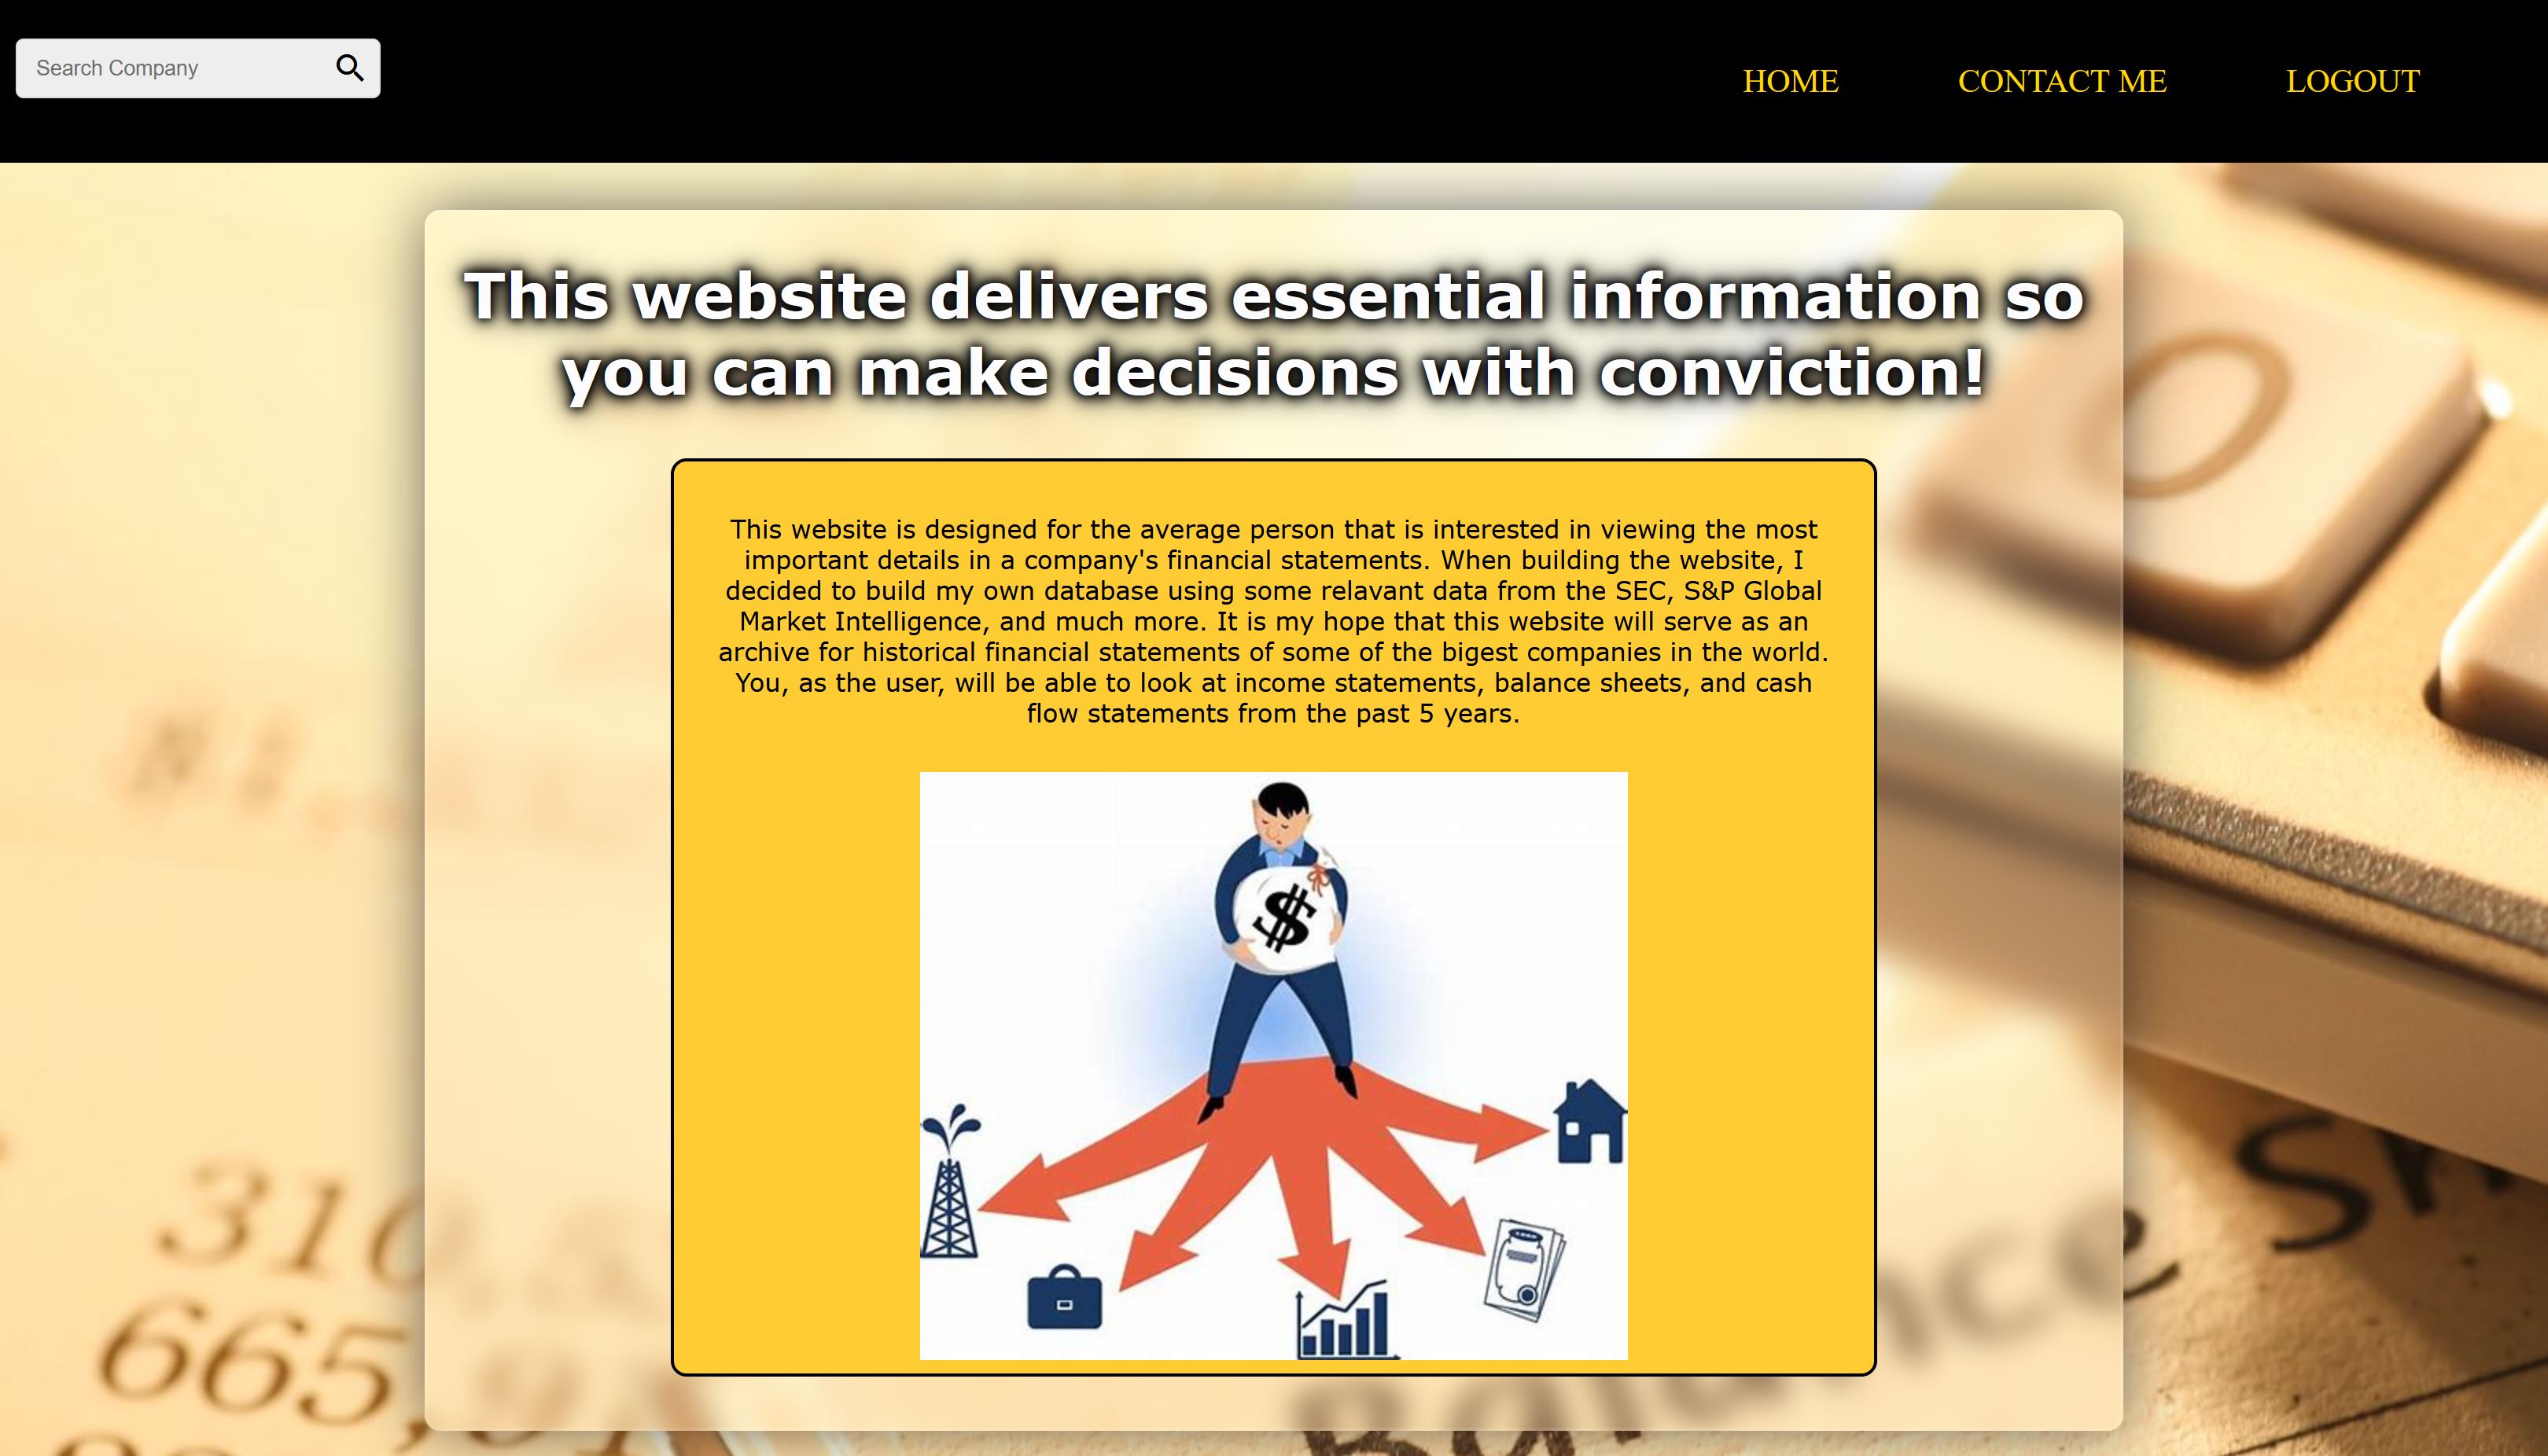 Search Company
HOME
CONTACT ME
LOGOUT
This website delivers essential information so
you can make decisions with conviction!
This website is designed for the average person that is interested in viewing the most
important details in a company's financial statements. When building the website, I
decided to build my own database using some relavant data from the SEC, S&P Global
Market Intelligence, and much more. It is my hope that this website will serve as an
archive for historical financial statements of some of the bigest companies in the world.
You, as the user, will be able to look at income statements, balance sheets, and cash
flow statements from the past 5 years.
$
0
310
665,